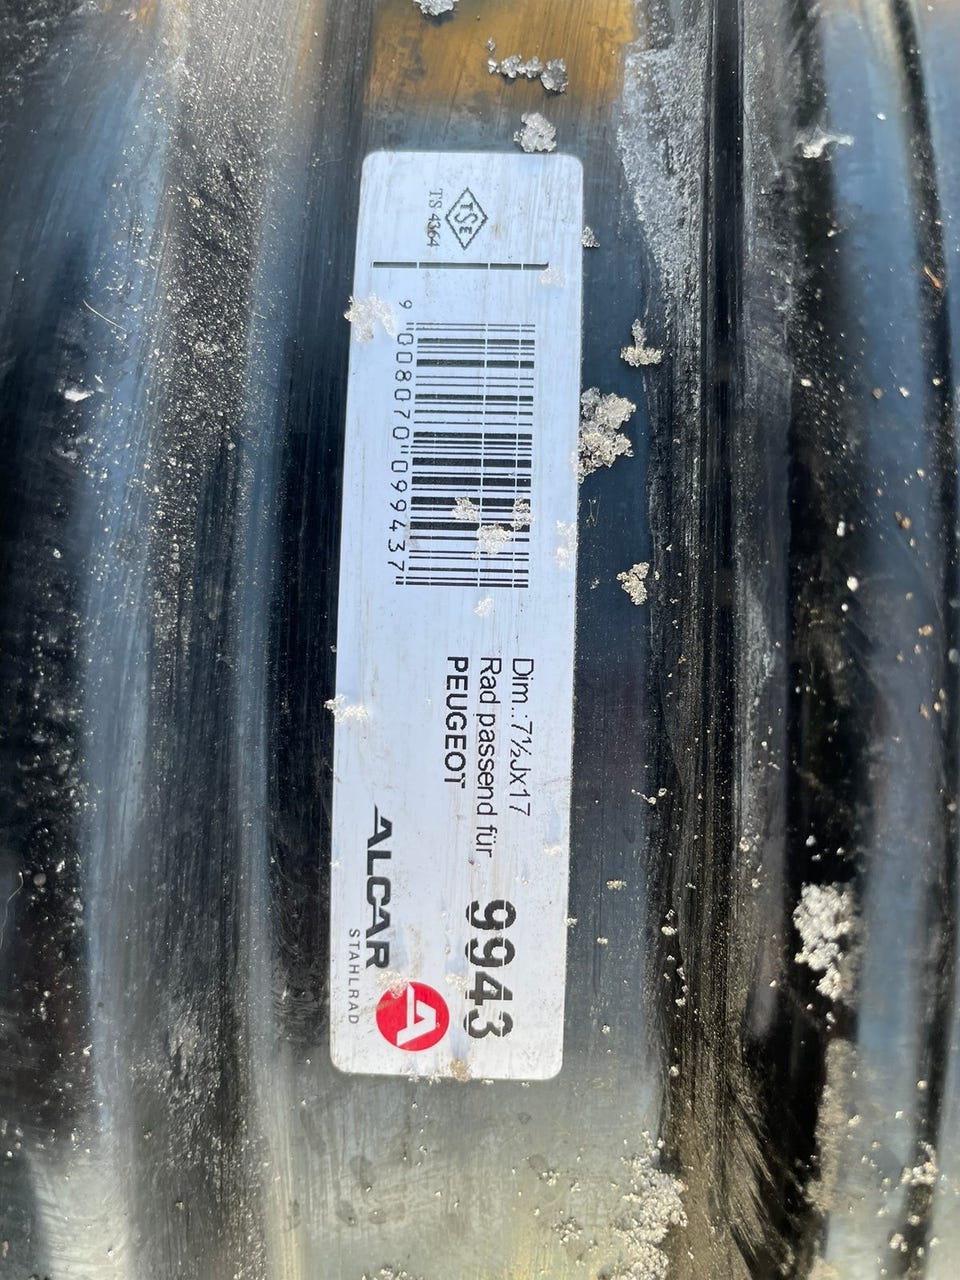 TSE
TS 4364
9 008070 099437
Dim.:7½Jx17
Rad passend für
PEUGEOT
9943
ALCAR
STAHLRAD
A